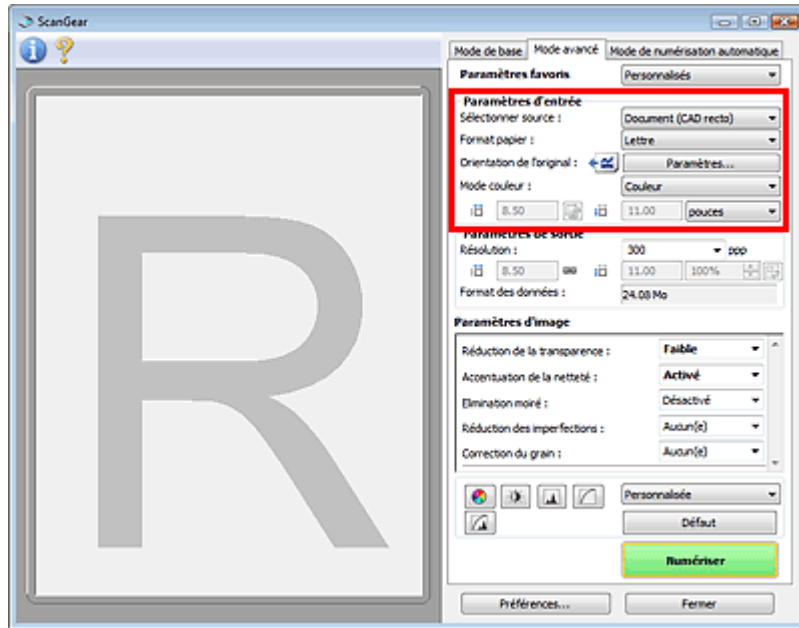 ScanGear
Mode de base Mode avancé Mode de numérisation automatique
Paramètres favoris Personnalisés
Paramètres d'entrée
Sélectionner source : Document (CAD recto)
Format papier : Lettre
Orientation de l'original : Paramètres...
Mode couleur : Couleur
8.50 11.00 pouces
Paramètres de sortie
Résolution : 300 ppp
8.50 11.00 100%
Format des données : 24.08 Mo
Paramètres d'image
Réduction de la transparence : Faible
Accentuation de la netteté : Activé
Elimination moiré : Désactivé
Réduction des imperfections : Aucun(e)
Correction du grain : Aucun(e)
Personnalisée
Défaut
Numériser
Préférences... Fermer
R